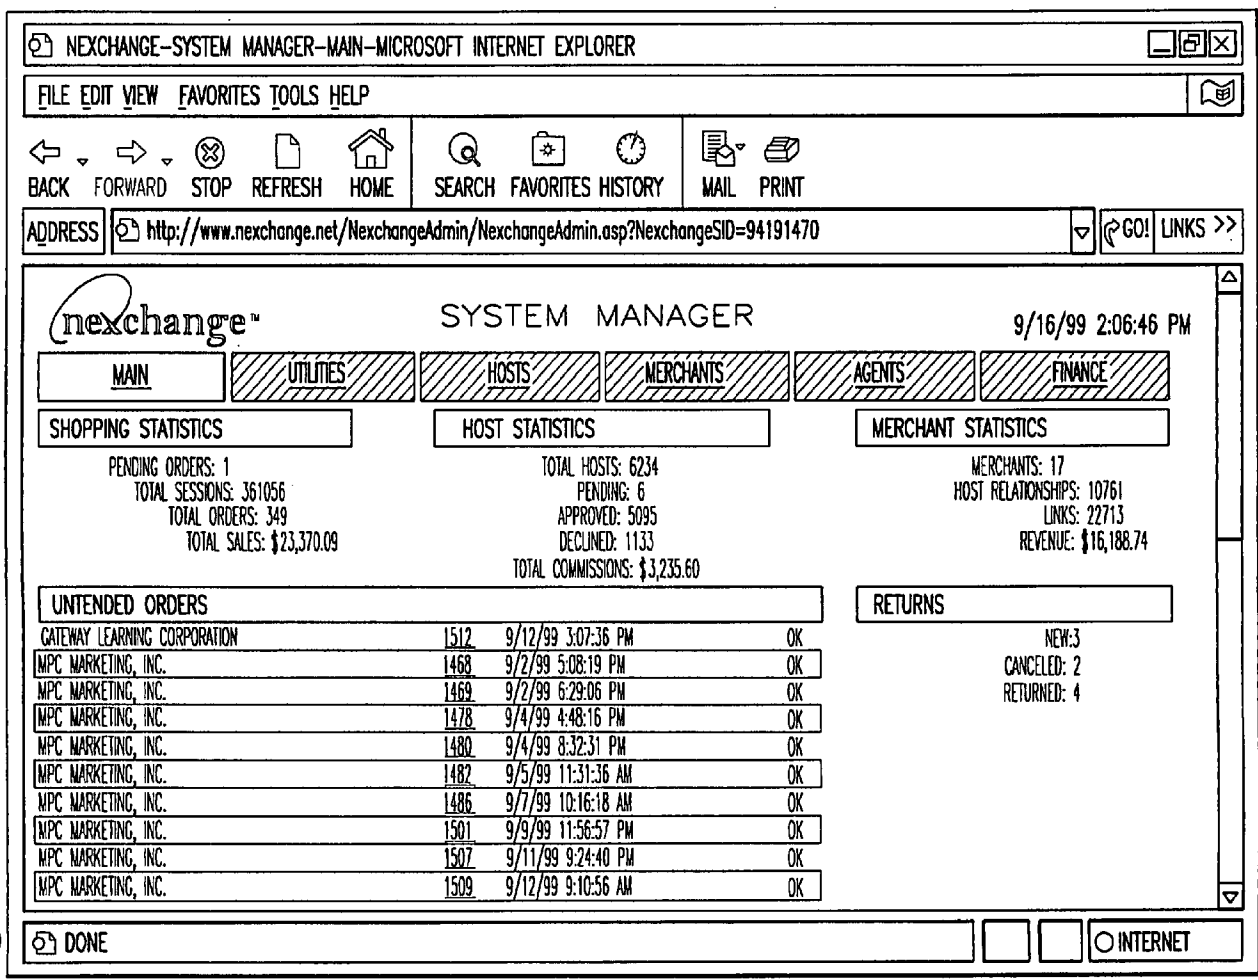 NEXCHANGE-SYSTEM MANAGER-MAIN-MICROSOFT INTERNET EXPLORER
FILE EDIT VIEW FAVORITES TOOLS HELP
BACK FORWARD STOP REFRESH HOME SEARCH FAVORITES HISTORY MAIL PRINT
ADDRESS http://www.nexchange.net/NexchangeAdmin/NexchangeAdmin.asp?NexchangeSID=94191470 GO! LINKS >>
nexchange™ SYSTEM MANAGER 9/16/99 2:06:46 PM
MAIN UTILITIES HOSTS MERCHANTS AGENTS FINANCE
SHOPPING STATISTICS HOST STATISTICS MERCHANT STATISTICS
PENDING ORDERS: 1 TOTAL HOSTS: 6234 MERCHANTS: 17
TOTAL SESSIONS: 361056 PENDING: 6 HOST RELATIONSHIPS: 10761
TOTAL ORDERS: 349 APPROVED: 5095 LINKS: 22713
TOTAL SALES: $23,370.09 DECLINED: 1133 REVENUE: $16,188.74
TOTAL COMMISSIONS: $3,235.60
UNTENDED ORDERS RETURNS
GATEWAY LEARNING CORPORATION 1512 9/12/99 3:07:36 PM OK NEW:3
MPC MARKETING, INC. 1468 9/2/99 5:08:19 PM OK CANCELED: 2
MPC MARKETING, INC. 1469 9/2/99 6:29:06 PM OK RETURNED: 4
MPC MARKETING, INC. 1478 9/4/99 4:48:16 PM OK
MPC MARKETING, INC. 1480 9/4/99 8:32:31 PM OK
MPC MARKETING, INC. 1482 9/5/99 11:31:36 AM OK
MPC MARKETING, INC. 1486 9/7/99 10:16:18 AM OK
MPC MARKETING, INC. 1501 9/9/99 11:56:57 PM OK
MPC MARKETING, INC. 1507 9/11/99 9:24:40 PM OK
MPC MARKETING, INC. 1509 9/12/99 9:10:56 AM OK
DONE INTERNET